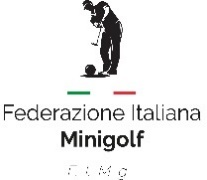 Federazione Italiana
Minigolf
F. I. M. g.